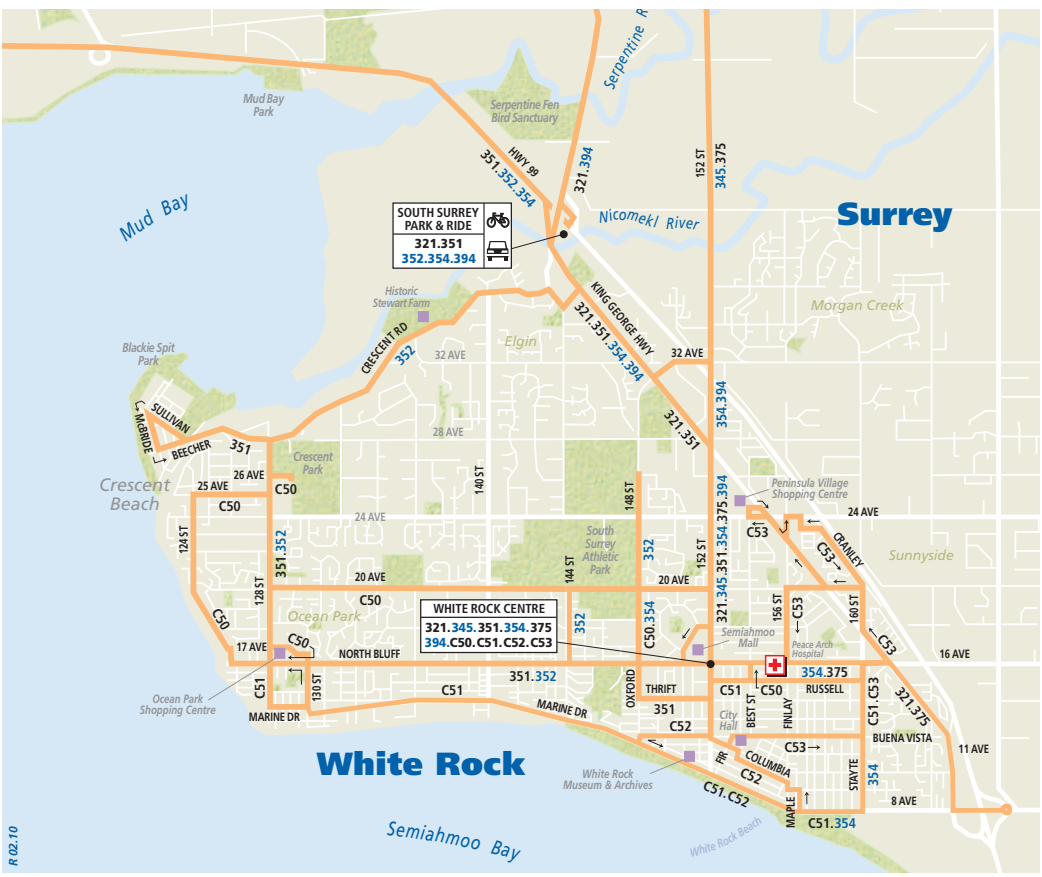 Serpentine R
Mud Bay
Park
Serpentine Fen
Bird Sanctuary
HWY 99
351.352.354
321.394
152 ST
345.375
Mud Bay
SOUTH SURREY
PARK & RIDE
321.351
352.354.394
Nicomekl River
Surrey
Historic
Stewart Farm
KING GEORGE HWY
321.351.354.394
Morgan Creek
Elgin
CRESCENT RD
352
32 AVE
32 AVE
Blackie Spit
Park
354.394
SULLIVAN
McBRIDE
BEECHER
351
28 AVE
321.351
Crescent
Park
26 AVE
25 AVE
C50
C50
Crescent
Beach
140 ST
148 ST
Peninsula Village
Shopping Centre
24 AVE
24 AVE
C53
CRANLEY
C53
124 ST
351.352
South
Surrey
Athletic
Park
352
152 ST
321.345.351.354.375.394
Sunnyside
144 ST
20 AVE
20 AVE
C50
128 ST
C50
Ocean Park
WHITE ROCK CENTRE
321.345.351.354.375
394.C50.C51.C52.C53
352
C50.354
156 ST
C53
160 ST
C53
Semiahmoo
Mall
Peace Arch
Hospital
17 AVE
C50
NORTH BLUFF
16 AVE
351.352
354.375
Ocean Park
Shopping Centre
C51
130 ST
C51
OXFORD
THRIFT
351
C51
C50
RUSSELL
BEST ST
FINLAY
C51.C53
321.375
MARINE DR
MARINE DR
C52
City
Hall
C53
BUENA VISTA
11 AVE
White Rock
FIR
COLUMBIA
C52
STAYTE
354
White Rock
Museum & Archives
C51.C52
MAPLE
8 AVE
C51.354
Semiahmoo Bay
White Rock Beach
R 02.10